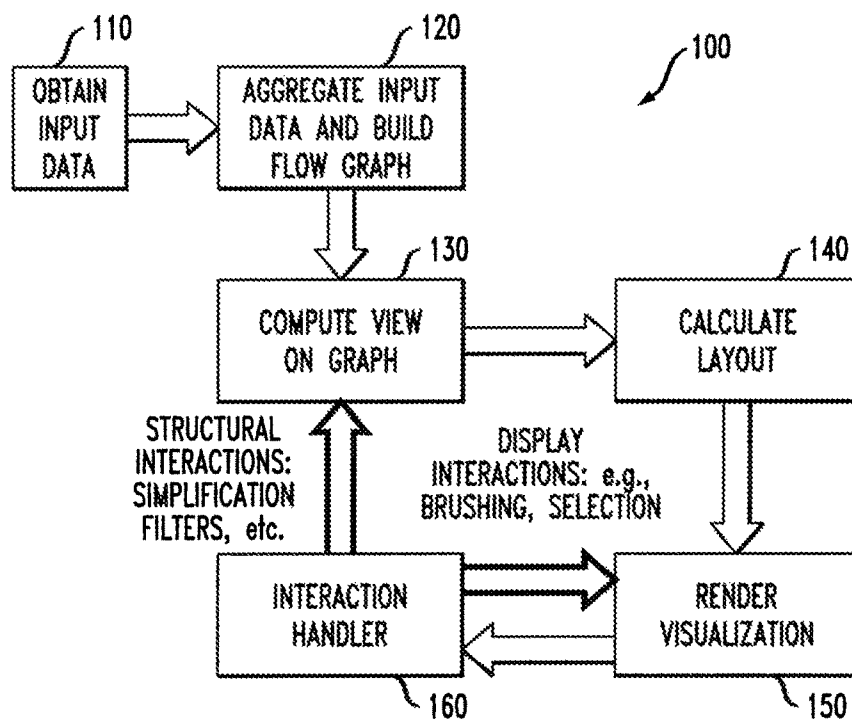 110
120
100
OBTAIN
INPUT
DATA
AGGREGATE INPUT
DATA AND BUILD
FLOW GRAPH
130
140
COMPUTE VIEW
ON GRAPH
CALCULATE
LAYOUT
STRUCTURAL
INTERACTIONS:
SIMPLIFICATION
FILTERS, etc.
DISPLAY
INTERACTIONS: e.g.,
BRUSHING, SELECTION
INTERACTION
HANDLER
RENDER
VISUALIZATION
160
150